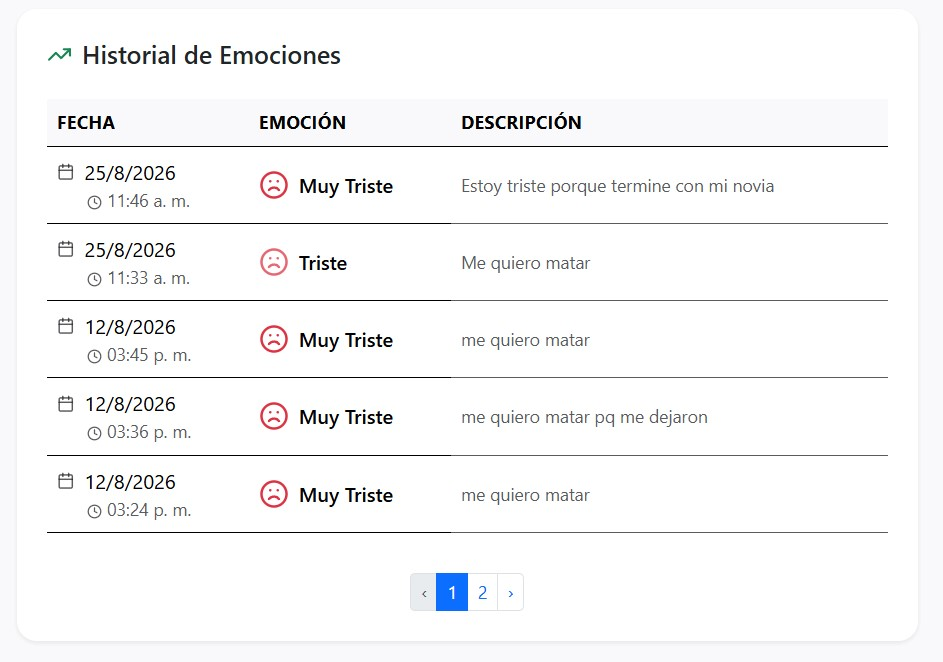 Historial de Emociones
FECHA EMOCIÓN DESCRIPCIÓN
25/8/2026
11:46 a. m.
Muy Triste
Estoy triste porque termine con mi novia
25/8/2026
11:33 a. m.
Triste
Me quiero matar
12/8/2026
03:45 p. m.
Muy Triste
me quiero matar
12/8/2026
03:36 p. m.
Muy Triste
me quiero matar pq me dejaron
12/8/2026
03:24 p. m.
Muy Triste
me quiero matar
‹ 1 2 ›